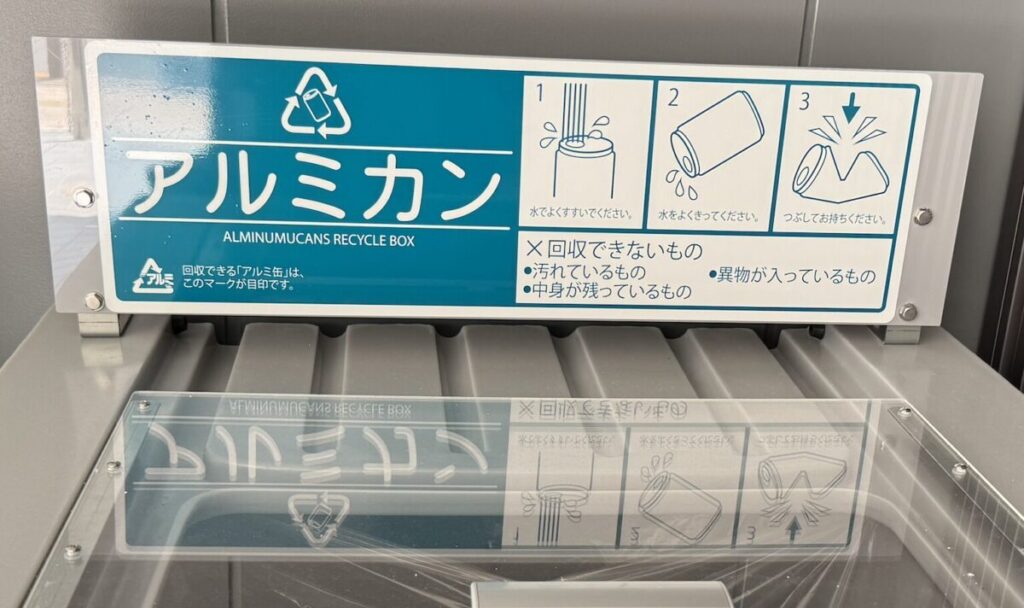 アルミカン
ALMINUMUCANS RECYCLE BOX
アルミ
回収できる「アルミ缶」は、
このマークが目印です。
1
水でよくすすいでください。
2
水をよくきってください。
3
つぶしてお持ちください。
×回収できないもの
●汚れているもの
●異物が入っているもの
●中身が残っているもの